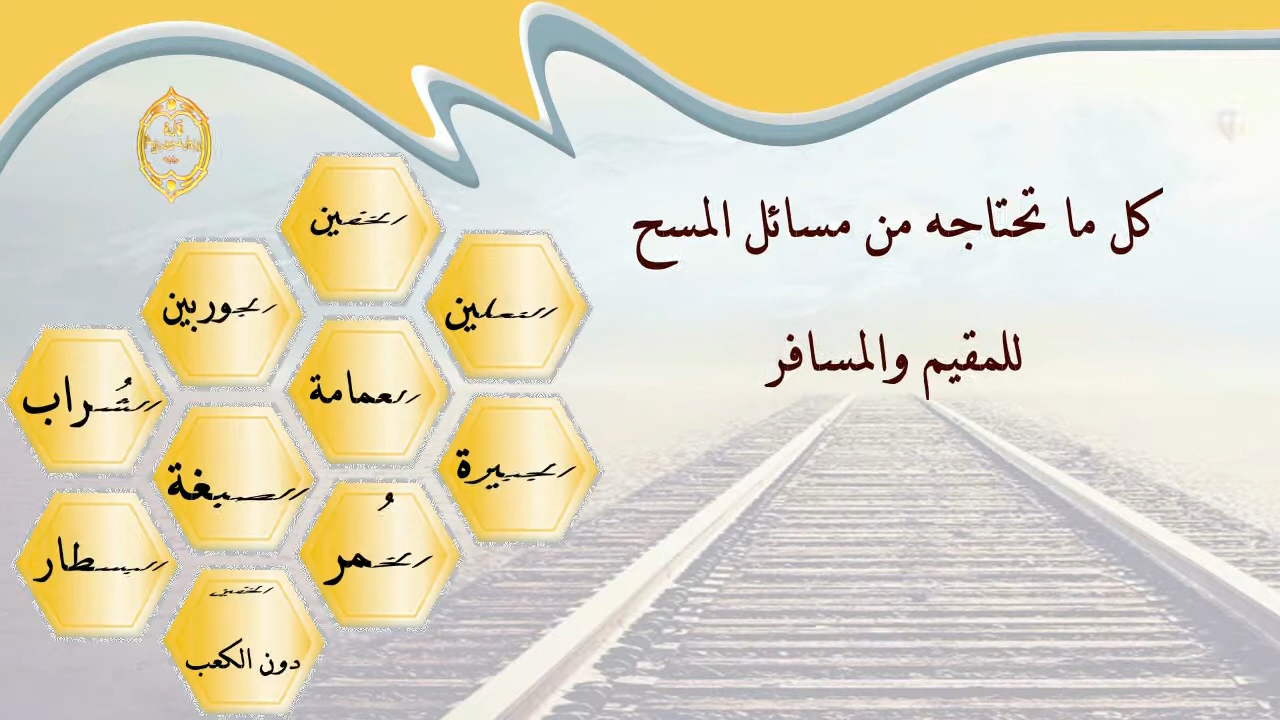 كل ما تحتاجه من مسائل المسح
للمقيم والمسافر
الخفين
النعلين
الجوربين
العمامة
الشُراب
الجبيرة
الصبغة
الخُمر
البسطار
الخفين
دون الكعب